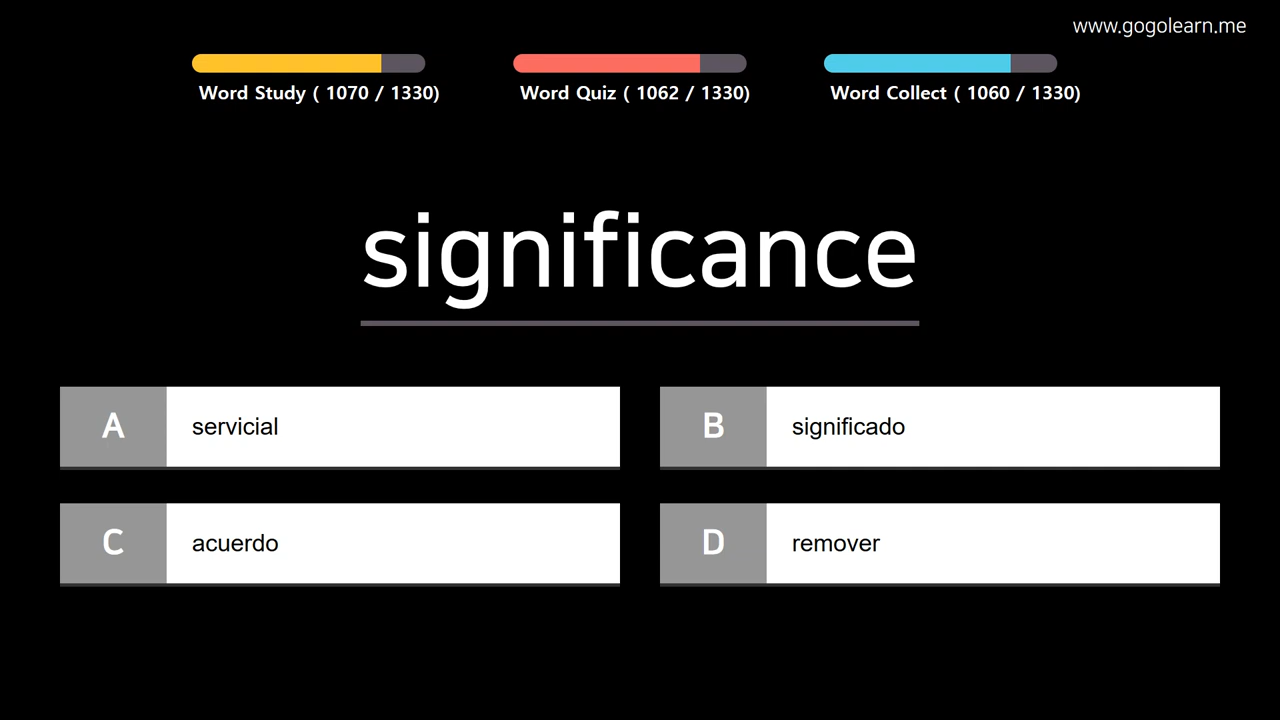 www.gogolearn.me
Word Study ( 1070 / 1330)
Word Quiz ( 1062 / 1330)
Word Collect ( 1060 / 1330)
significance
A servicial
B significado
C acuerdo
D remover